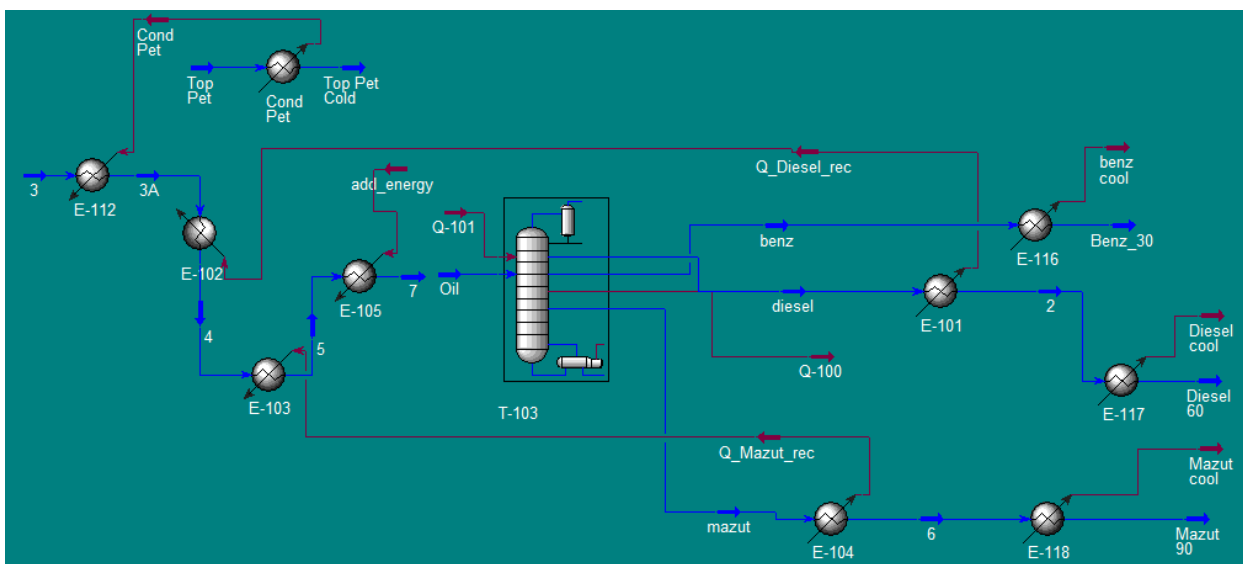 Cond
Pet
Top
Pet
Cond
Pet
Top Pet
Cold
3
E-112
3A
E-102
4
E-103
5
add_energy
E-105
7
Q-101
Oil
T-103
Q_Diesel_rec
benz
diesel
Q-100
E-101
2
E-116
benz
cool
Benz_30
E-117
Diesel
cool
Diesel
60
Q_Mazut_rec
mazut
E-104
6
E-118
Mazut
cool
Mazut
90